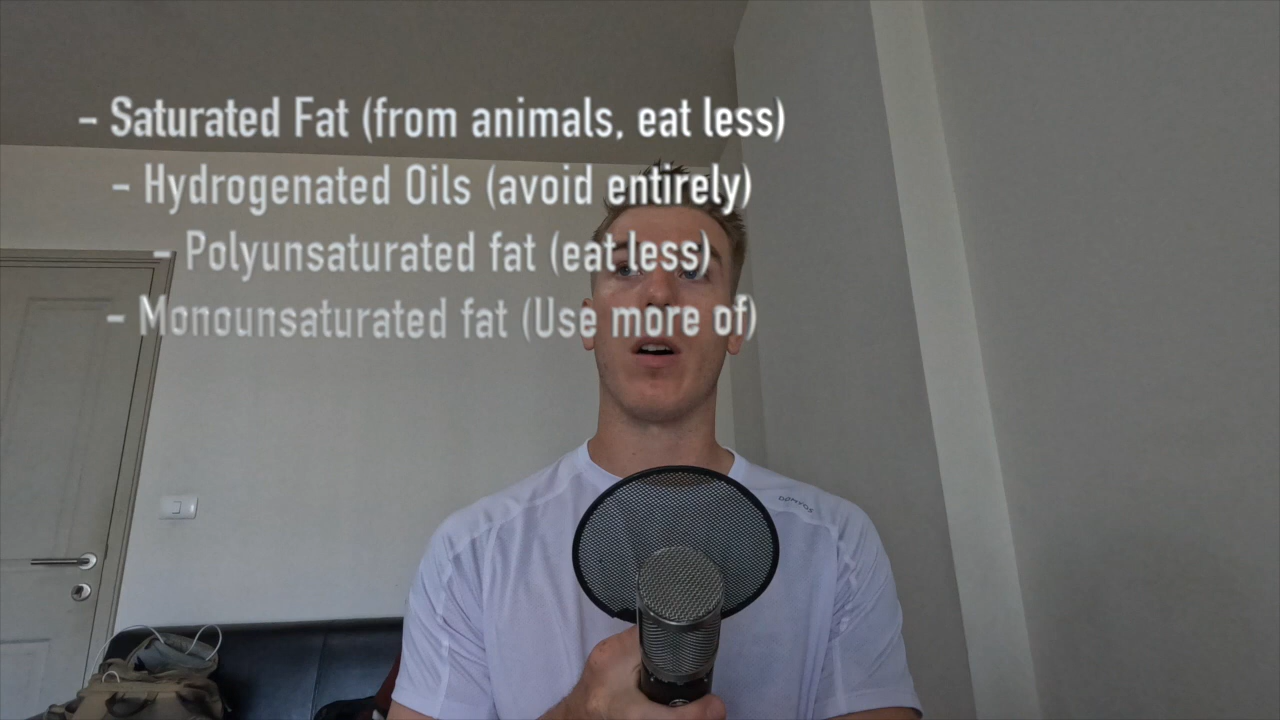 - Saturated Fat (from animals, eat less)
- Hydrogenated Oils (avoid entirely)
- Polyunsaturated fat (eat less)
- Monounsaturated fat (Use more of)
DOMYOS